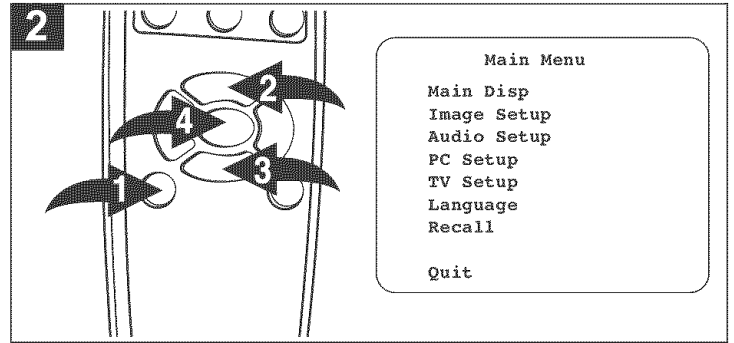 2
2
4
3
1
Main Menu
Main Disp
Image Setup
Audio Setup
PC Setup
TV Setup
Language
Recall
Quit